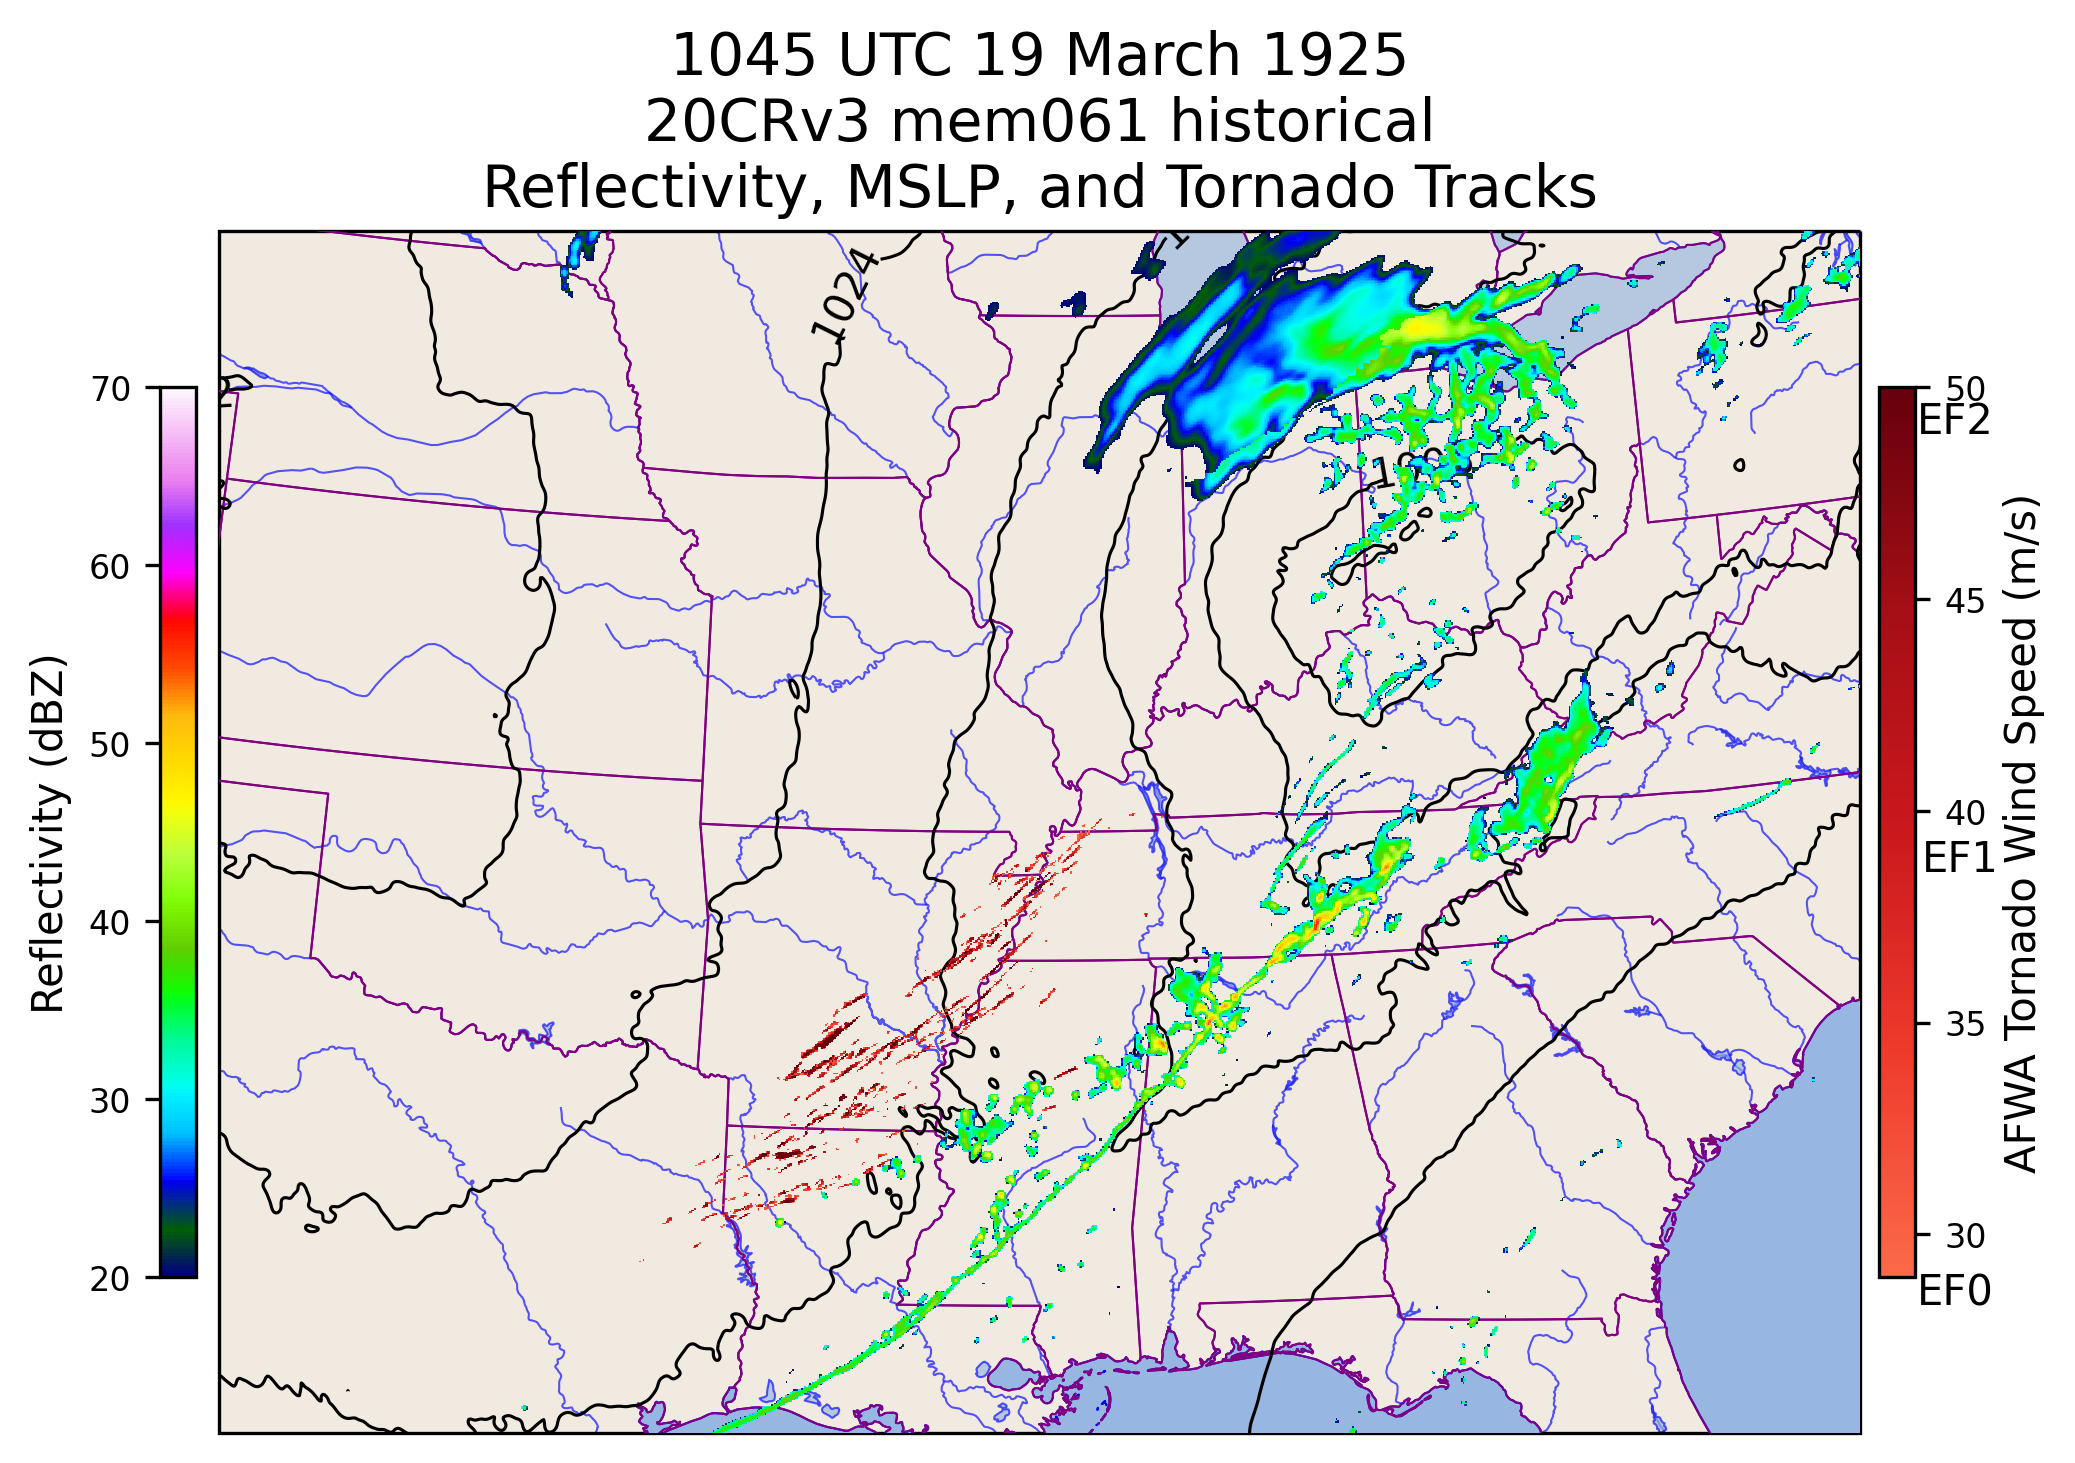 1045 UTC 19 March 1925
20CRv3 mem061 historical
Reflectivity, MSLP, and Tornado Tracks
1024
70
60
50
40
30
20
Reflectivity (dBZ)
50
EF2
45
40
EF1
35
30
EF0
AFWA Tornado Wind Speed (m/s)